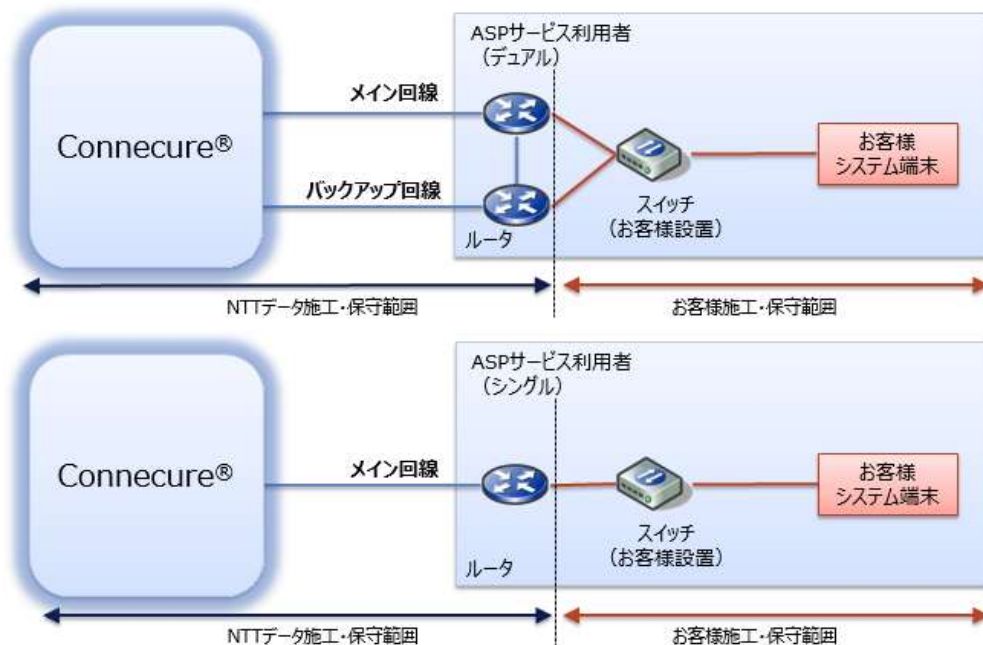 ASPサービス利用者
(デュアル)
メイン回線
Connecure®
バックアップ回線
お客様
システム端末
スイッチ
(お客様設置)
ルータ
NTTデータ施工・保守範囲
お客様施工・保守範囲
ASPサービス利用者
(シングル)
メイン回線
Connecure®
お客様
システム端末
スイッチ
(お客様設置)
ルータ
NTTデータ施工・保守範囲
お客様施工・保守範囲